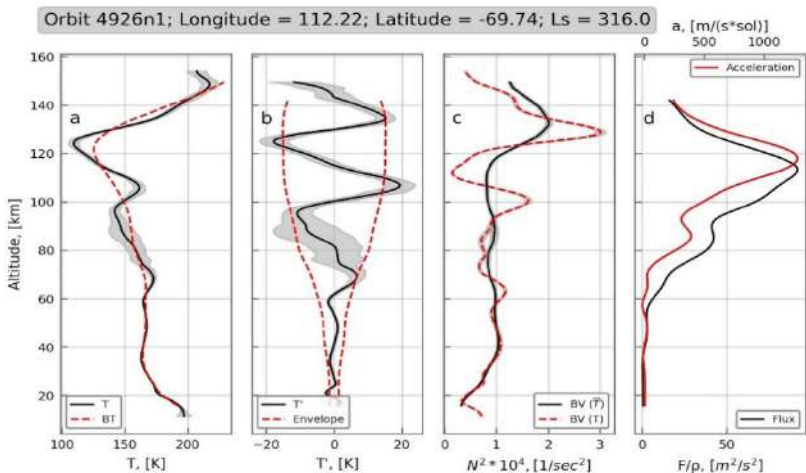 Orbit 4926n1; Longitude = 112.22; Latitude = -69.74; Ls = 316.0
a, [m/(s*sol)]
0 500 1000
160
140
120
100
80
60
40
20
Altitude, [km]
a
T
BT
100 150 200
T, [K]
b
T'
Envelope
−20 0 20
T', [K]
c
BV (T̅)
BV (T)
0 1 2 3
N² * 10⁴, [1/sec²]
d
Acceleration
Flux
0 50
F/ρ, [m²/s²]